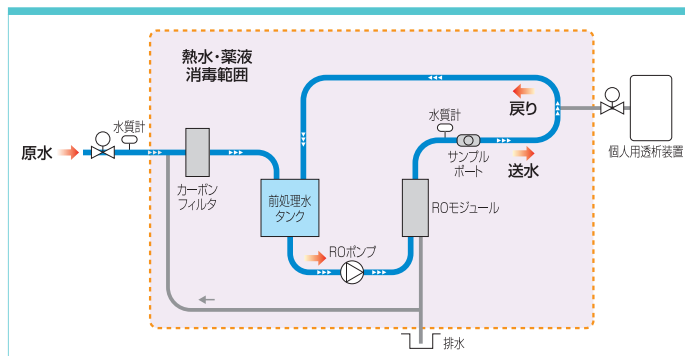 熱水・薬液
消毒範囲
戻り
水質計
水質計
原水
個人用透析装置
サンプル
ポート
送水
カーボン
フィルタ
前処理水
タンク
ROモジュール
ROポンプ
排水